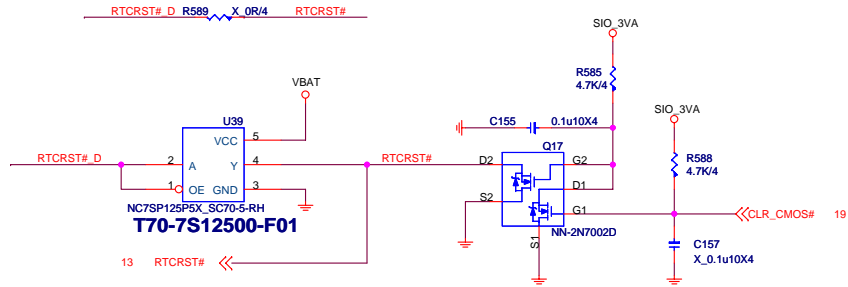 RTCRST#_D R589 X_0R/4 RTCRST#
SIO_3VA
VBAT
R585
4.7K/4
C155 0.1u10X4
SIO_3VA
U39
VCC 5
Q17
R588
4.7K/4
RTCRST#_D 2 A Y 4 RTCRST# D2 G2
1 OE GND 3
D1
S2
G1
CLR_CMOS# 19
NC7SP125P5X_SC70-5-RH
T70-7S12500-F01
S1
NN-2N7002D
C157
X_0.1u10X4
13 RTCRST#